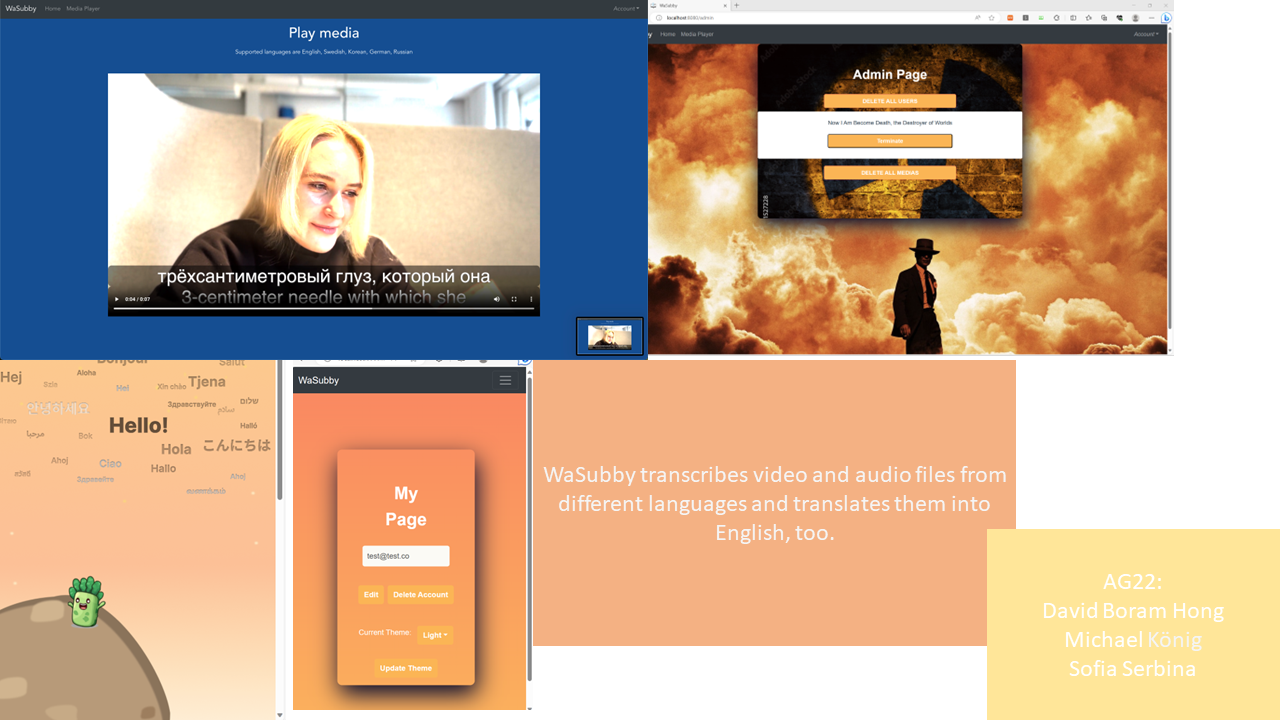 WaSubby Home Media Player Account
Play media
Supported languages are English, Swedish, Korean, German, Russian
трёхсантиметровый глуз, который она
3-centimeter needle with which she
0:04 / 0:07
WaSubby
localhost:8080/admin
Home Media Player Account
Admin Page
DELETE ALL USERS
Now I Am Become Death, the Destroyer of Worlds
Terminate
DELETE ALL MEDIAS
Bonjour Salut
Hej Aloha
Szia Hei Xin chào Tjena
안녕하세요 Здравствуйте שלום
Hello! Halló
Bok Hola こんにちは
Ahoj Ciao Hallo
Здравейте Ahoj
WaSubby
My
Page
test@test.co
Edit Delete Account
Current Theme: Light
Update Theme
WaSubby transcribes video and audio files from
different languages and translates them into
English, too.
AG22:
David Boram Hong
Michael König
Sofia Serbina